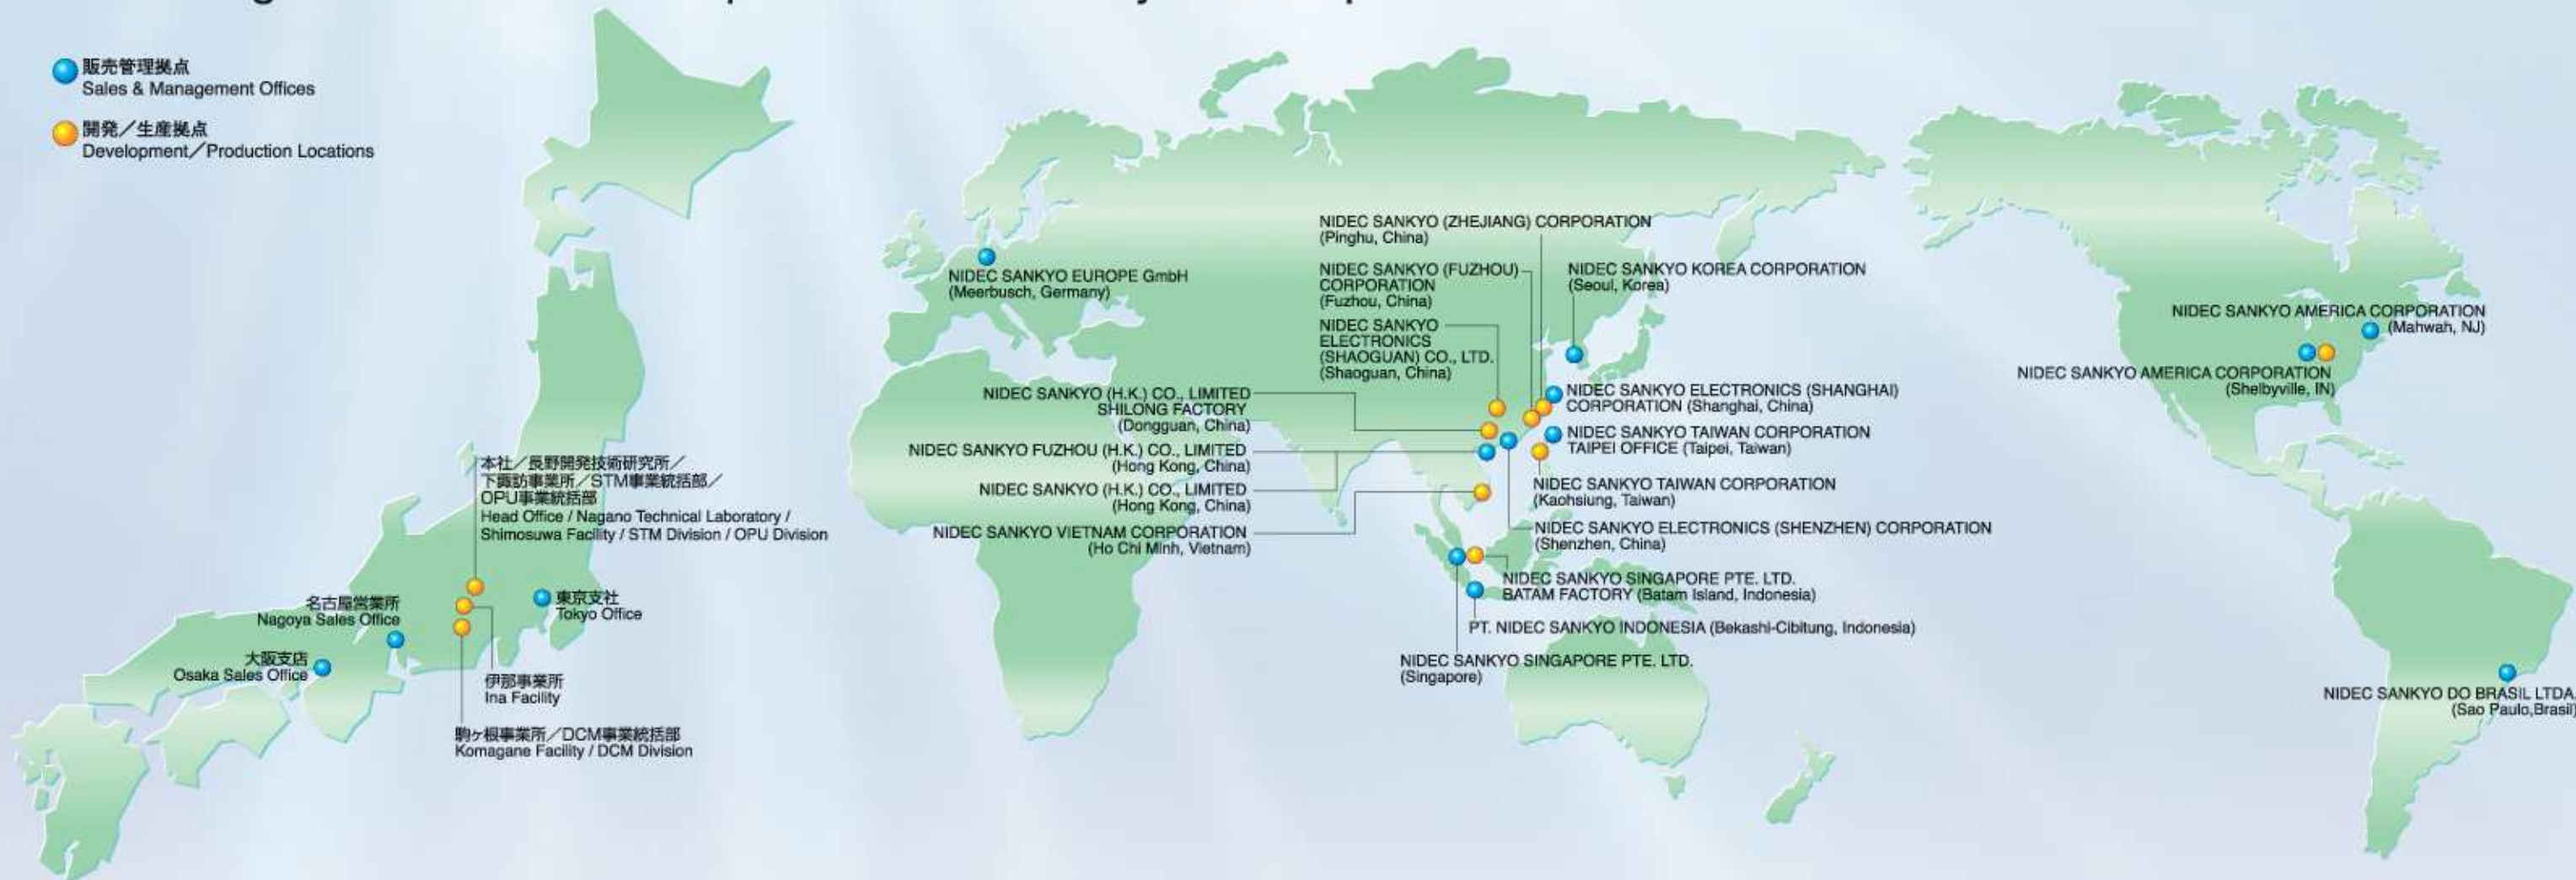 販売管理拠点
Sales & Management Offices
開発／生産拠点
Development／Production Locations
本社／長野開発技術研究所／
下諏訪事業所／STM事業統括部／
OPU事業統括部
Head Office / Nagano Technical Laboratory /
Shimosuwa Facility / STM Division / OPU Division
名古屋営業所
Nagoya Sales Office
東京支社
Tokyo Office
大阪支店
Osaka Sales Office
伊那事業所
Ina Facility
駒ヶ根事業所／DCM事業統括部
Komagane Facility / DCM Division
NIDEC SANKYO EUROPE GmbH
(Meerbusch, Germany)
NIDEC SANKYO (ZHEJIANG) CORPORATION
(Pinghu, China)
NIDEC SANKYO (FUZHOU)
CORPORATION
(Fuzhou, China)
NIDEC SANKYO
ELECTRONICS
(SHAOGUAN) CO., LTD.
(Shaoguan, China)
NIDEC SANKYO (H.K.) CO., LIMITED
SHILONG FACTORY
(Dongguan, China)
NIDEC SANKYO FUZHOU (H.K.) CO., LIMITED
(Hong Kong, China)
NIDEC SANKYO (H.K.) CO., LIMITED
(Hong Kong, China)
NIDEC SANKYO VIETNAM CORPORATION
(Ho Chi Minh, Vietnam)
NIDEC SANKYO KOREA CORPORATION
(Seoul, Korea)
NIDEC SANKYO ELECTRONICS (SHANGHAI)
CORPORATION (Shanghai, China)
NIDEC SANKYO TAIWAN CORPORATION
TAIPEI OFFICE (Taipei, Taiwan)
NIDEC SANKYO TAIWAN CORPORATION
(Kaohsiung, Taiwan)
NIDEC SANKYO ELECTRONICS (SHENZHEN) CORPORATION
(Shenzhen, China)
NIDEC SANKYO SINGAPORE PTE. LTD.
BATAM FACTORY (Batam Island, Indonesia)
PT. NIDEC SANKYO INDONESIA (Bekashi-Cibitung, Indonesia)
NIDEC SANKYO SINGAPORE PTE. LTD.
(Singapore)
NIDEC SANKYO AMERICA CORPORATION
(Mahwah, NJ)
NIDEC SANKYO AMERICA CORPORATION
(Shelbyville, IN)
NIDEC SANKYO DO BRASIL LTDA.
(Sao Paulo,Brasil)